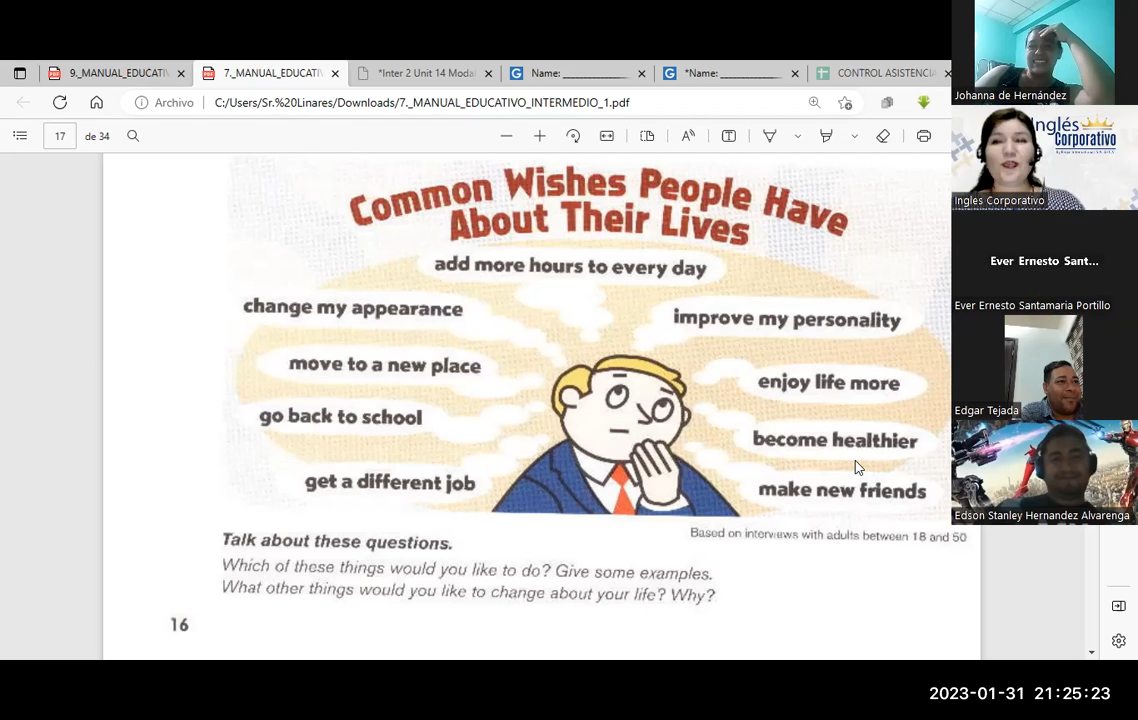 9._MANUAL_EDUCATI
7._MANUAL_EDUCATI
*Inter 2 Unit 14 Moda
Name: ____________
*Name: ____________
CONTROL ASISTENCIA
Archivo
C:/Users/Sr.%20Linares/Downloads/7._MANUAL_EDUCATIVO_INTERMEDIO_1.pdf
17
de 34
Common Wishes People Have
About Their Lives
add more hours to every day
change my appearance
improve my personality
move to a new place
enjoy life more
go back to school
become healthier
get a different job
make new friends
Based on interviews with adults between 18 and 50
Talk about these questions.
Which of these things would you like to do? Give some examples.
What other things would you like to change about your life? Why?
16
Johanna de Hernández
Inglés
Corporativo
Ingles Corporativo
Ever Ernesto Sant...
Ever Ernesto Santamaria Portillo
Edgar Tejada
Edson Stanley Hernandez Alvarenga
2023-01-31 21:25:23